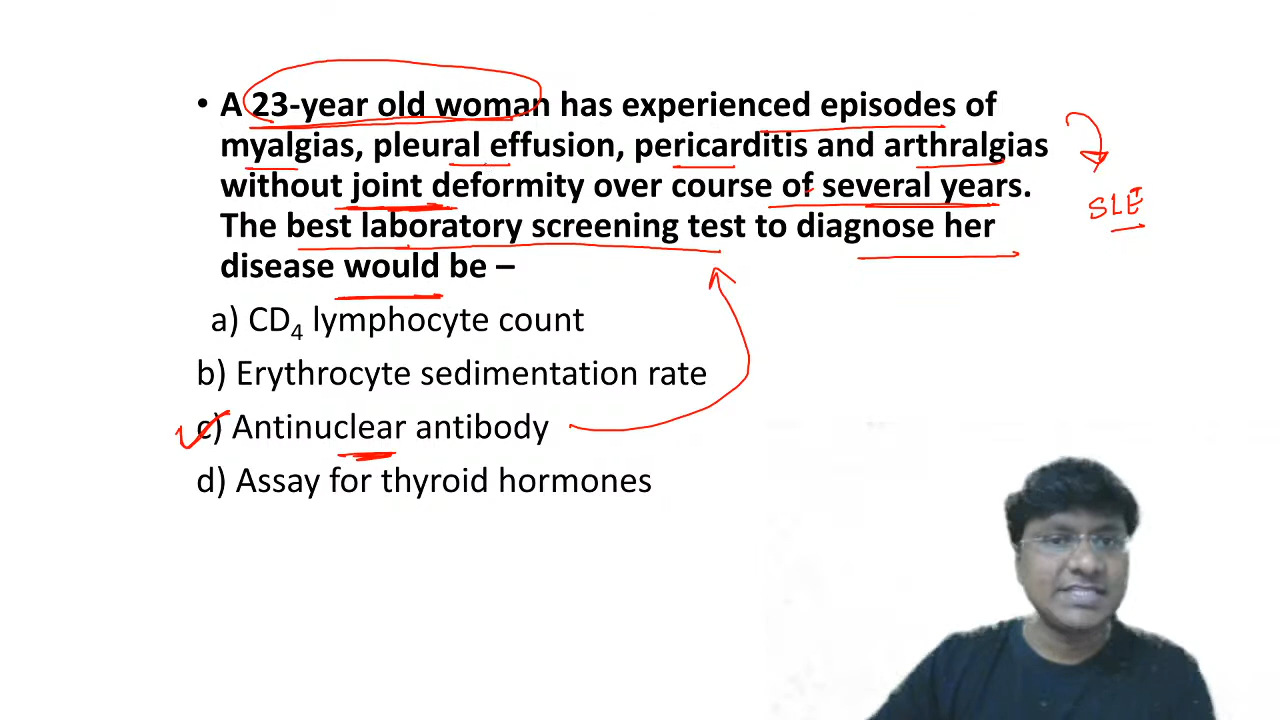 • A 23-year old woman has experienced episodes of
myalgias, pleural effusion, pericarditis and arthralgias
without joint deformity over course of several years.
The best laboratory screening test to diagnose her
disease would be –
SLE
a) CD₄ lymphocyte count
b) Erythrocyte sedimentation rate
c) Antinuclear antibody
d) Assay for thyroid hormones